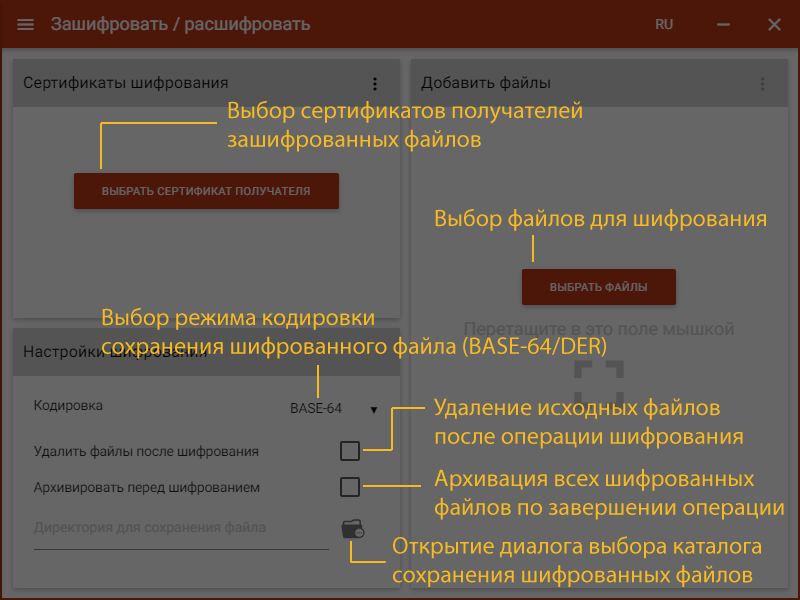 Зашифровать / расшифровать
RU
Сертификаты шифрования
Добавить файлы
Выбор сертификатов получателей
зашифрованных файлов
ВЫБРАТЬ СЕРТИФИКАТ ПОЛУЧАТЕЛЯ
Выбор файлов для шифрования
ВЫБРАТЬ ФАЙЛЫ
Перетащите в это поле мышкой
Выбор режима кодировки
сохранения шифрованного файла (BASE-64/DER)
Настройки шифрования
Кодировка
BASE-64
Удаление исходных файлов
после операции шифрования
Удалить файлы после шифрования
Архивировать перед шифрованием
Архивация всех шифрованных
файлов по завершении операции
Директория для сохранения файла
Открытие диалога выбора каталога
сохранения шифрованных файлов